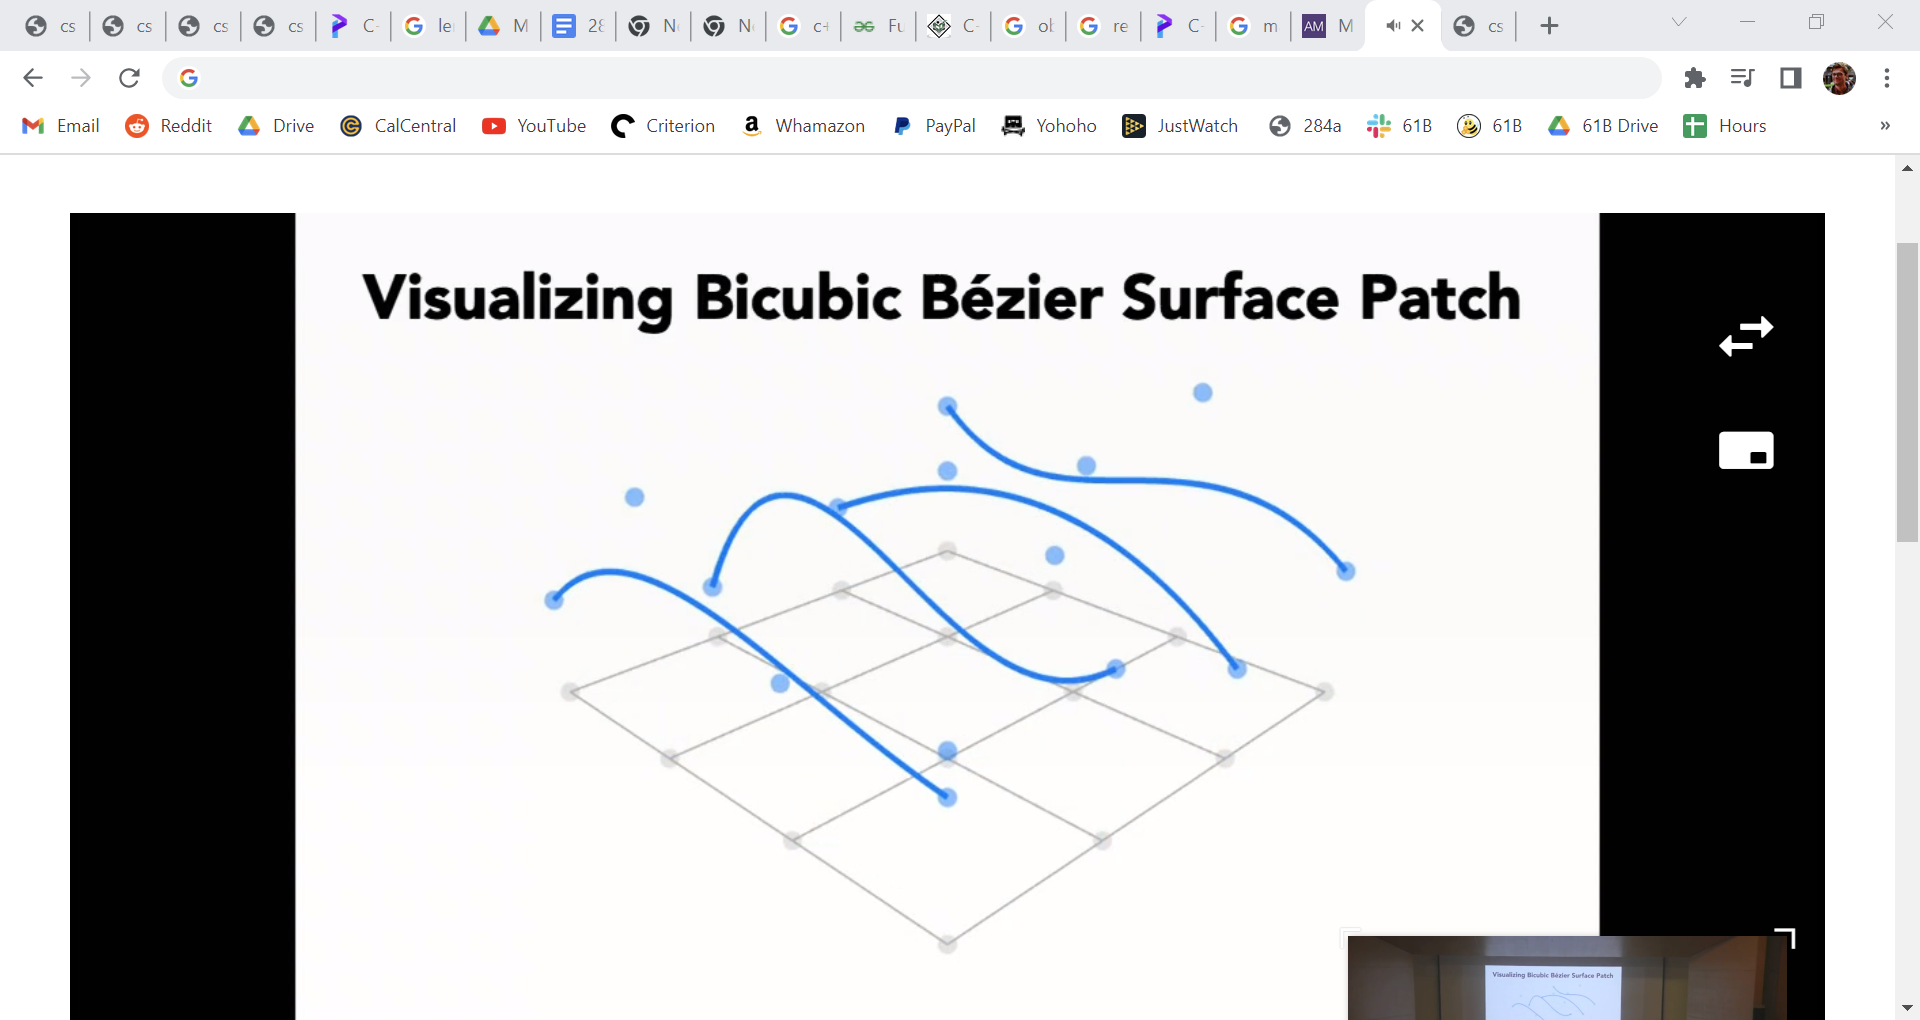 cs cs cs cs C- le M 28 N N c+ Fu C- ol re C- m AM M cs
Email Reddit Drive CalCentral YouTube Criterion Whamazon PayPal Yohoho JustWatch 284a 61B 61B 61B Drive Hours »
Visualizing Bicubic Bézier Surface Patch
Visualizing Bicubic Bézier Surface Patch